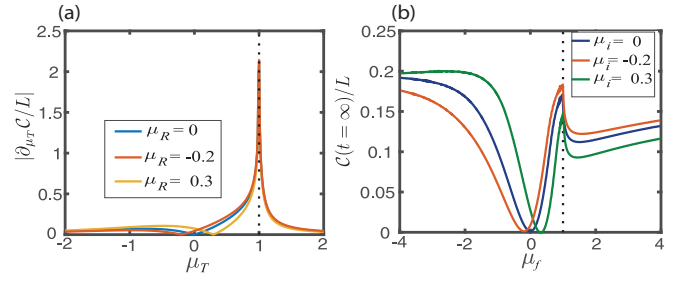 (a)
|∂μ_T C/L|
2.5
2
1.5
1
0.5
0
μ_R = 0
μ_R = -0.2
μ_R = 0.3
-2
-1
0
1
2
μ_T
(b)
C(t = ∞)/L
0.25
0.2
0.15
0.1
0.05
0
μ_i = 0
μ_i = -0.2
μ_i = 0.3
-4
-2
0
2
4
μ_f